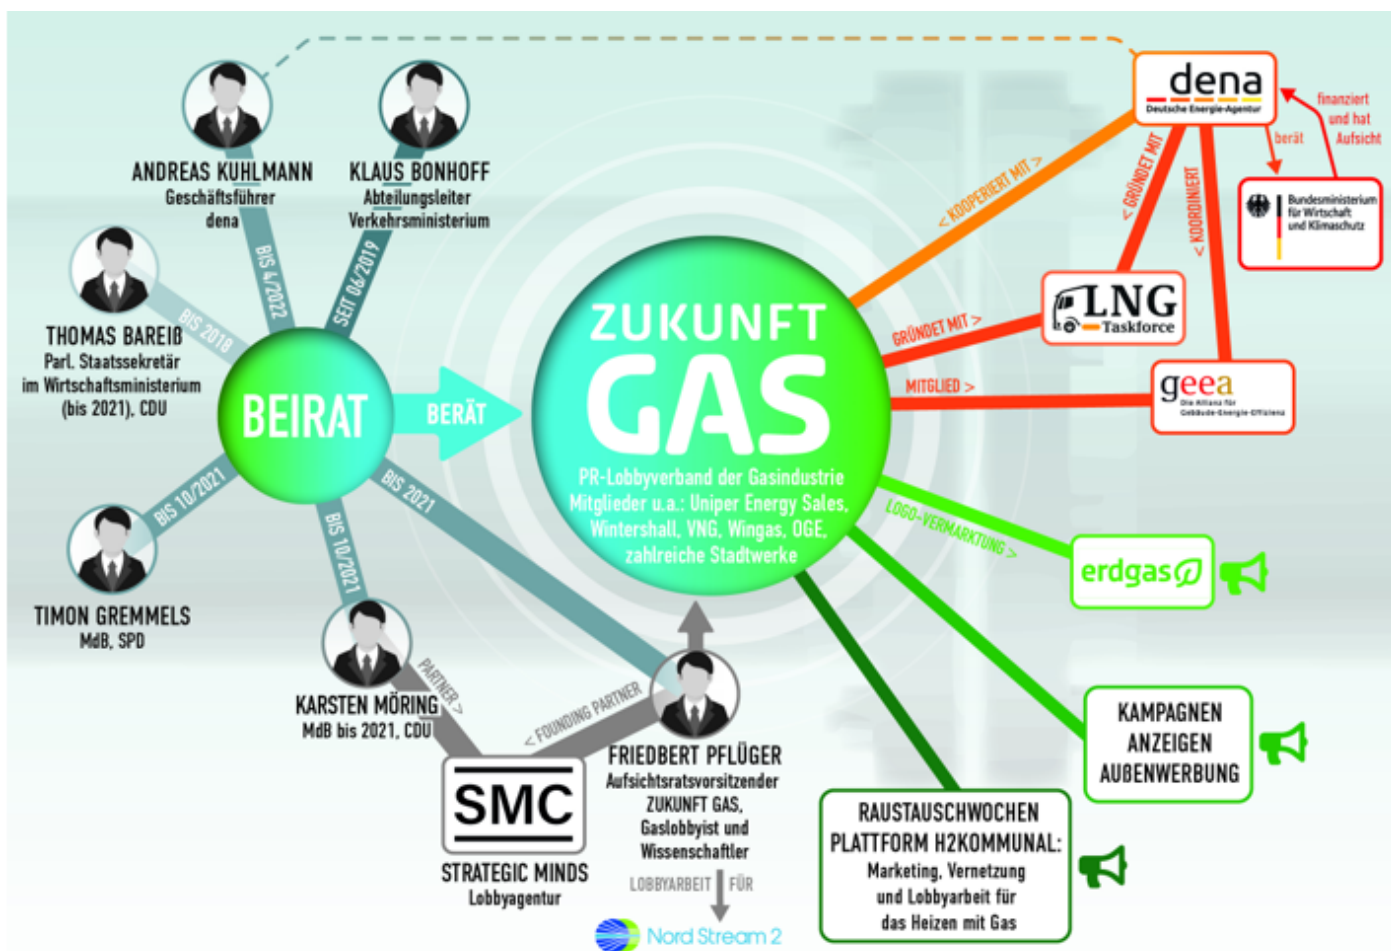 dena
Deutsche Energie-Agentur
finanziert
und hat
Aufsicht
berät
Bundesministerium
für Wirtschaft
und Klimaschutz
ANDREAS KUHLMANN
Geschäftsführer
dena
KLAUS BONHOFF
Abteilungsleiter
Verkehrsministerium
BIS 4/2022
SEIT 06/2019
THOMAS BAREIẞ
Parl. Staatssekretär
im Wirtschaftsministerium
(bis 2021), CDU
BIS 2018
BEIRAT
BERÄT
ZUKUNFT
GAS
PR-Lobbyverband der Gasindustrie
Mitglieder u.a.: Uniper Energy Sales,
Wintershall, VNG, Wingas, OGE,
zahlreiche Stadtwerke
< KOOPERIERT MIT >
< GRÜNDET MIT
< KOORDINIERT
GRÜNDET MIT >
LNG
Taskforce
MITGLIED >
geea
Die Allianz für
Gebäude-Energie-Effizienz
LOGO-VERMARKTUNG >
erdgas
BIS 10/2021
TIMON GREMMELS
MdB, SPD
BIS 10/2021
BIS 2021
KARSTEN MÖRING
MdB bis 2021, CDU
PARTNER >
< FOUNDING PARTNER
SMC
STRATEGIC MINDS
Lobbyagentur
FRIEDBERT PFLÜGER
Aufsichtsratsvorsitzender
ZUKUNFT GAS,
Gaslobbyist und
Wissenschaftler
LOBBYARBEIT FÜR
Nord Stream 2
KAMPAGNEN
ANZEIGEN
AUẞENWERBUNG
RAUSTAUSCHWOCHEN
PLATTFORM H2KOMMUNAL:
Marketing, Vernetzung
und Lobbyarbeit für
das Heizen mit Gas